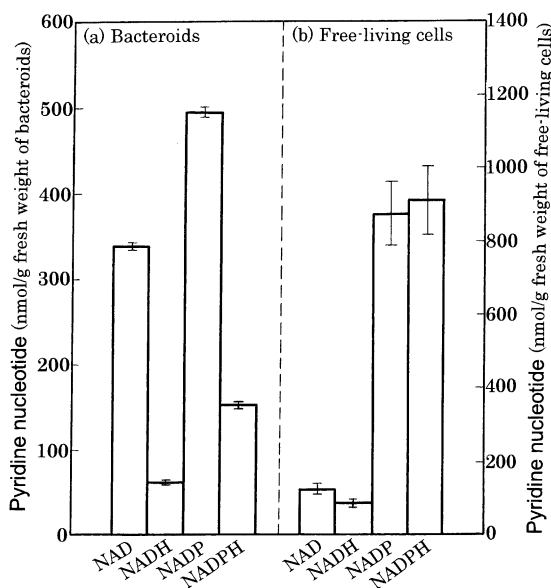 Pyridine nucleotide (nmol/g fresh weight of bacteroids)
600
500
400
300
200
100
0
(a) Bacteroids
(b) Free-living cells
1400
1200
1000
800
600
400
200
0
Pyridine nucleotide (nmol/g fresh weight of free-living cells)
NAD
NADH
NADP
NADPH
NAD
NADH
NADP
NADPH